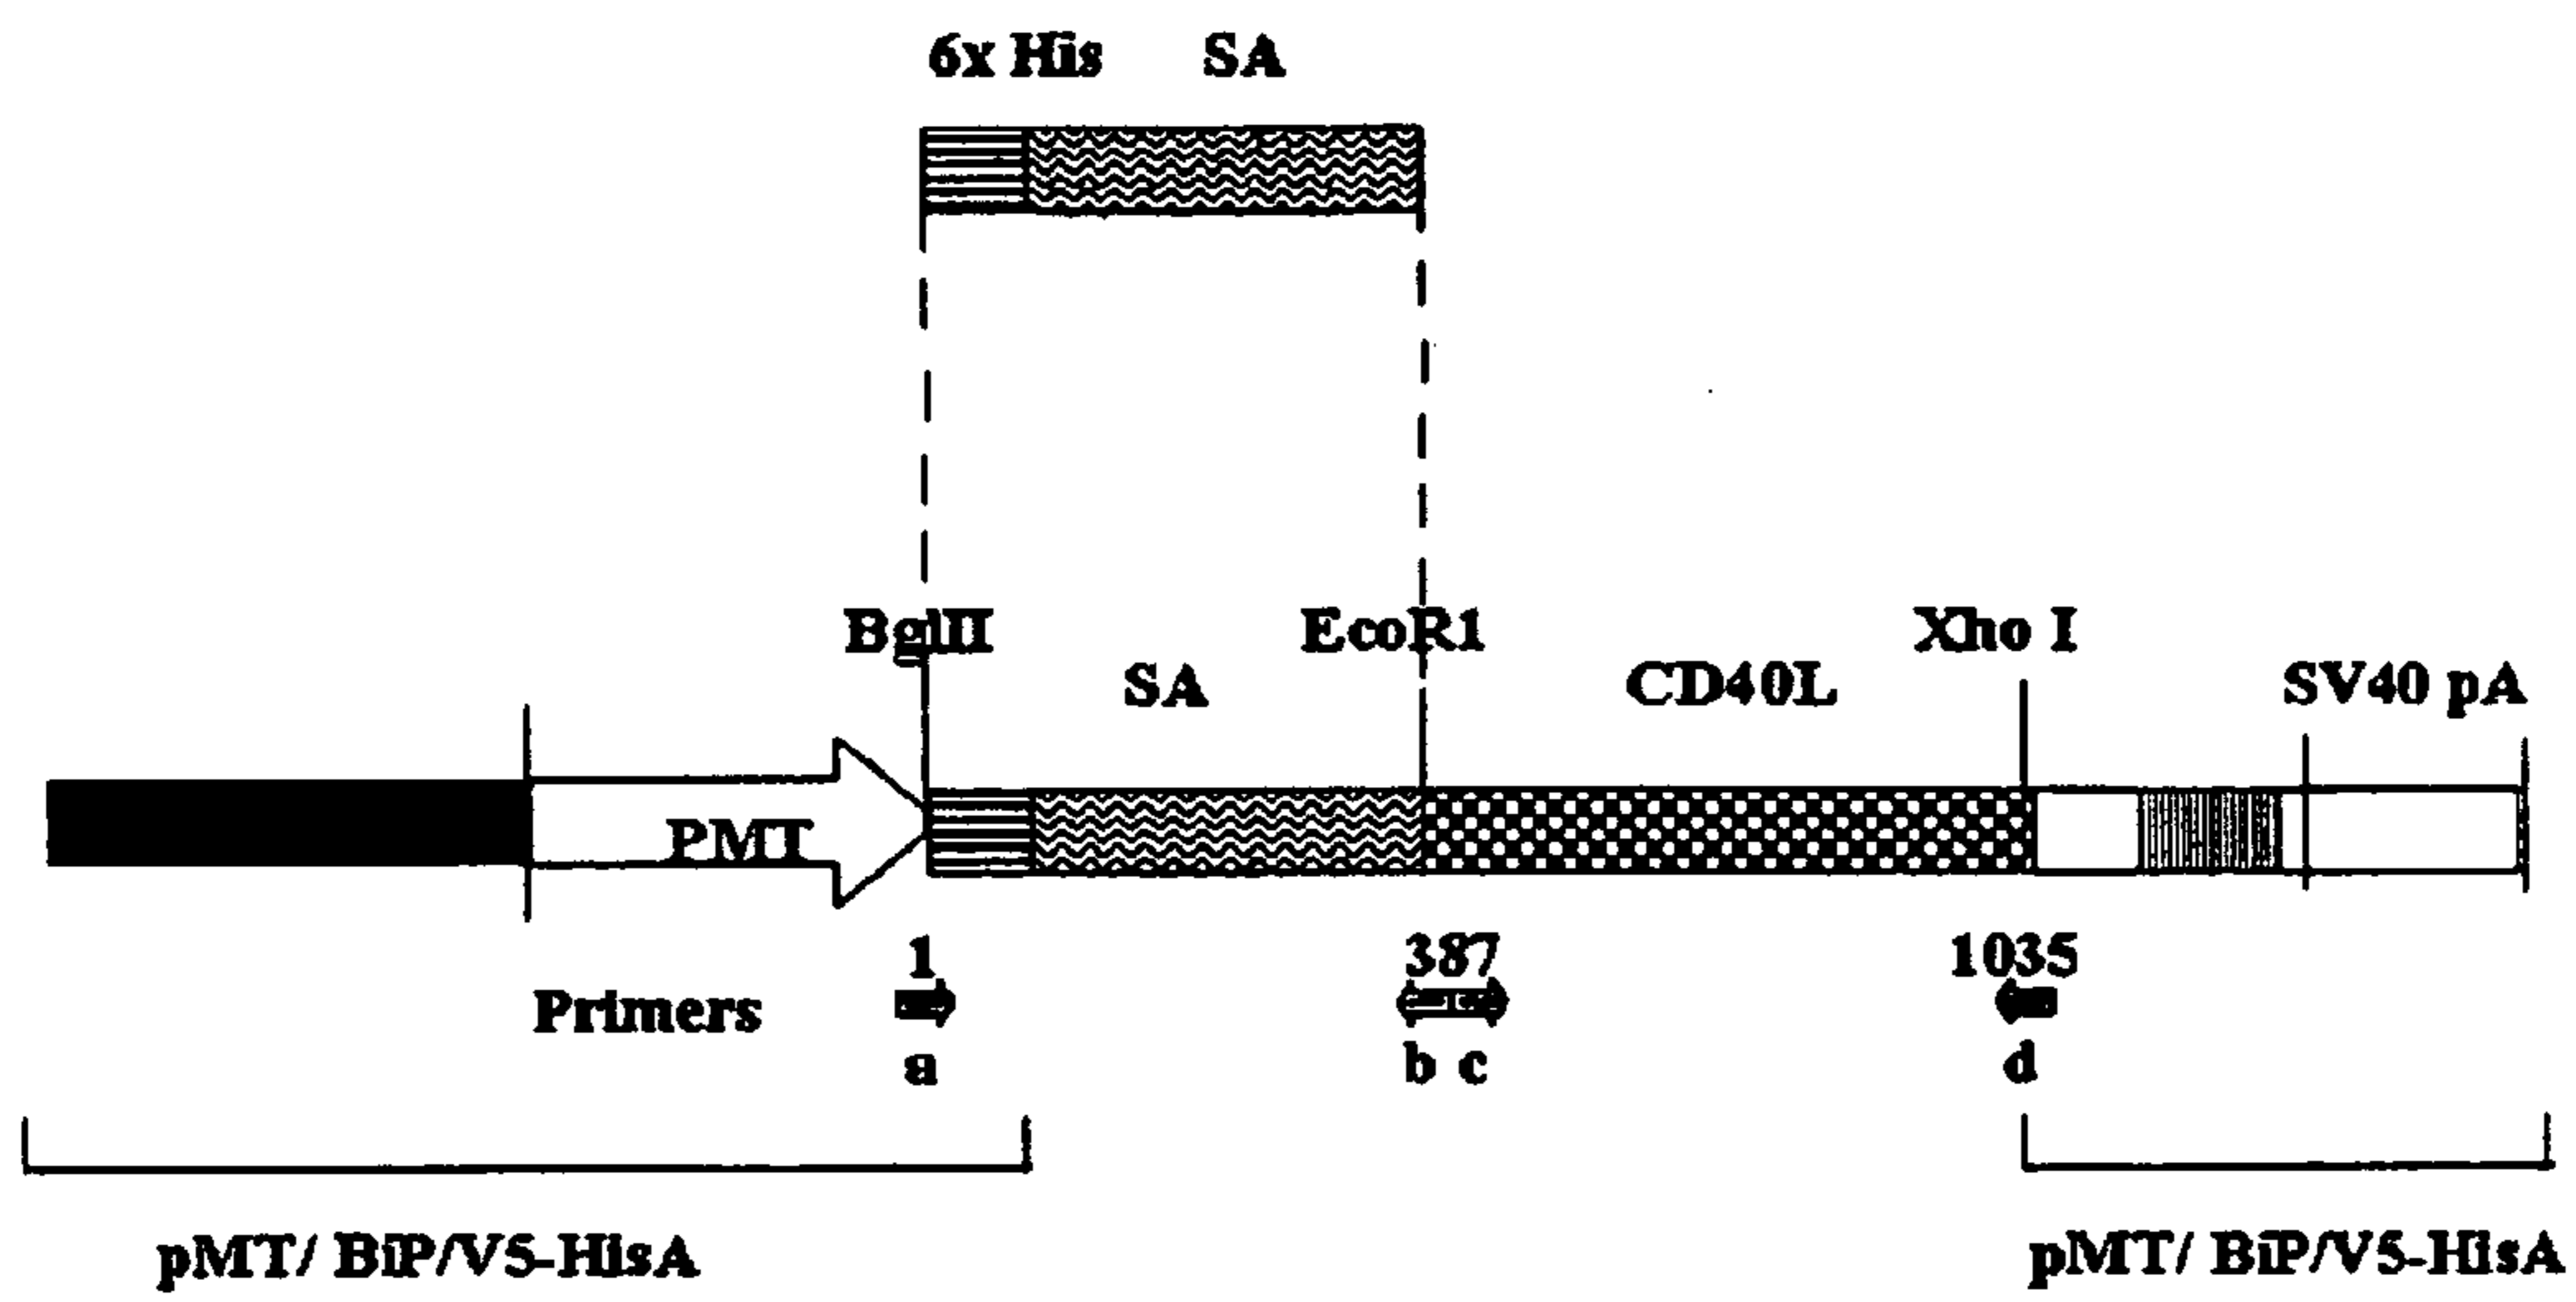 6x His SA
BglII EcoR1 Xho I
SA CD40L SV40 pA
PMT
1 387 1035
Primers
a b c d
pMT/ BiP/V5-HisA pMT/ BiP/V5-HisA